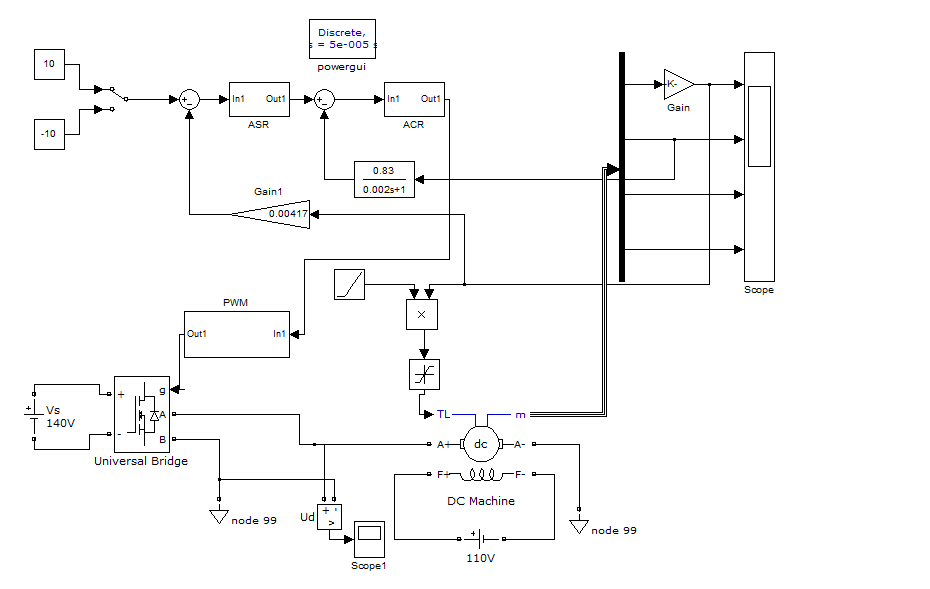 Discrete,
s = 5e-005 s
powergui
10
-10
In1 Out1
ASR
In1 Out1
ACR
K-
Gain
0.83
0.002s+1
Gain1
0.00417
Scope
PWM
Out1 In1
×
Vs
140V
+
-
g
A
B
Universal Bridge
TL m
A+ dc A-
F+ F-
DC Machine
node 99
Ud
+ -
v
Scope1
+
110V
node 99